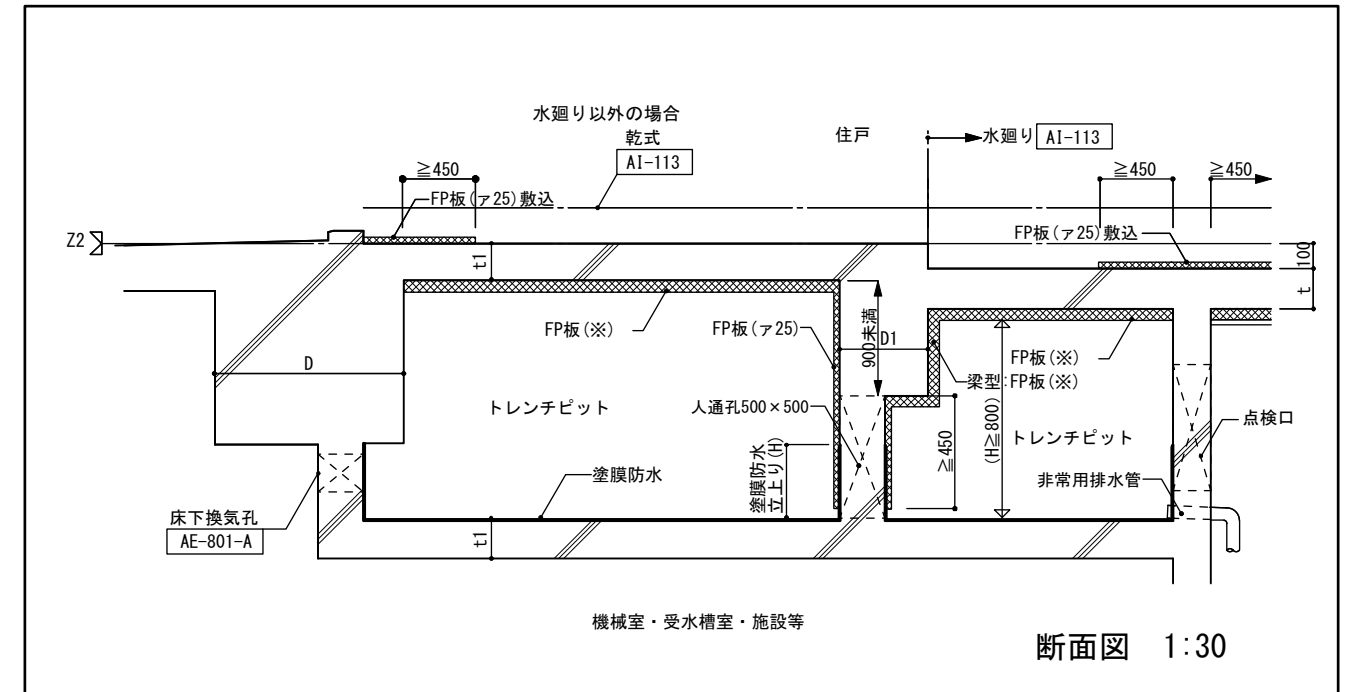 水廻り以外の場合
乾式
AI-113
住戸
水廻り AI-113
≧450
≧450
≧450
FP板(ァ25)敷込
FP板(ァ25)敷込
Z2
t1
100
t
FP板(※)
FP板(ァ25)
900未満
D1
FP板(※)
梁型:FP板(※)
D
トレンチピット
人通孔500×500
≧450
(H≧800)
トレンチピット
点検口
塗膜防水
立上り(H)
塗膜防水
非常用排水管
床下換気孔
AE-801-A
t1
機械室・受水槽室・施設等
断面図 1:30